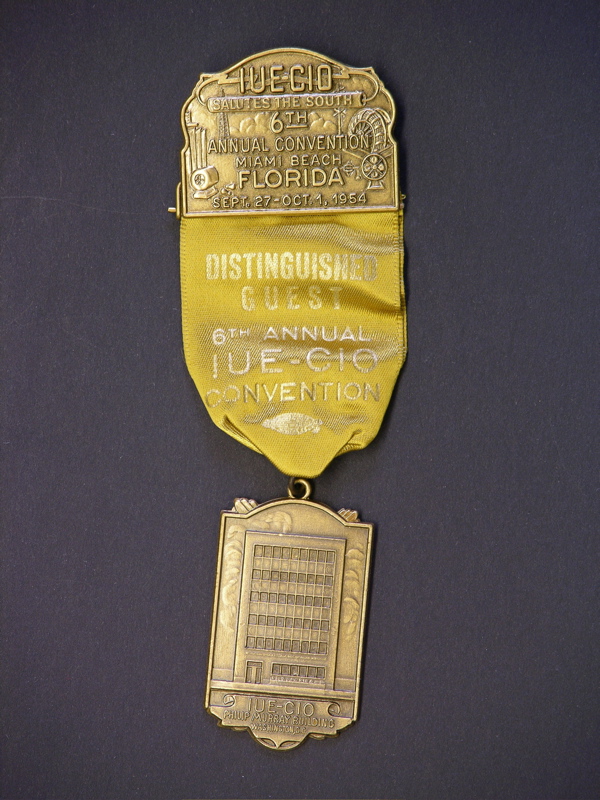 IUE-CIO
SALUTES THE SOUTH
6TH
ANNUAL CONVENTION
MIAMI BEACH
FLORIDA
SEPT. 27-OCT. 1, 1954
DISTINGUISHED
GUEST
6TH ANNUAL
IUE-CIO
CONVENTION
IUE-CIO
PHILIP MURRAY BUILDING
WASHINGTON, D.C.